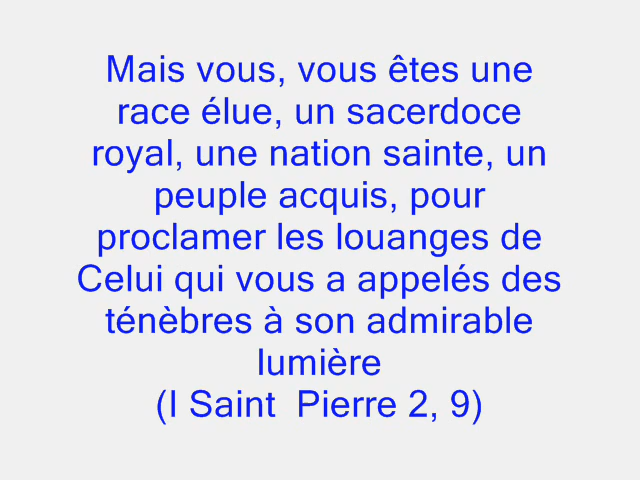 Mais vous, vous êtes une
race élue, un sacerdoce
royal, une nation sainte, un
peuple acquis, pour
proclamer les louanges de
Celui qui vous a appelés des
ténèbres à son admirable
lumière
(I Saint  Pierre 2, 9)